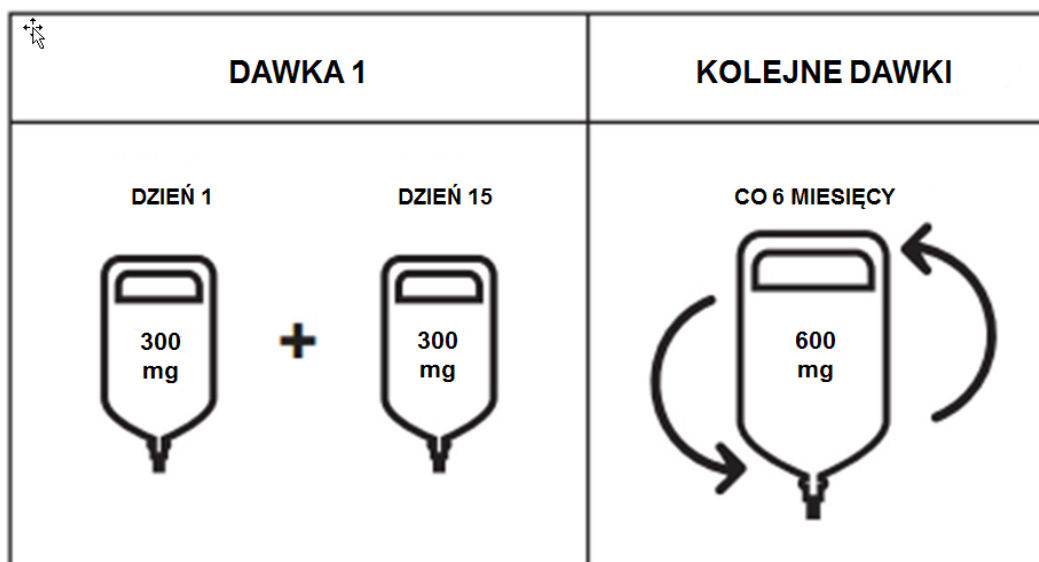 DAWKA 1
KOLEJNE DAWKI
DZIEŃ 1
DZIEŃ 15
CO 6 MIESIĘCY
300
mg
+
300
mg
600
mg